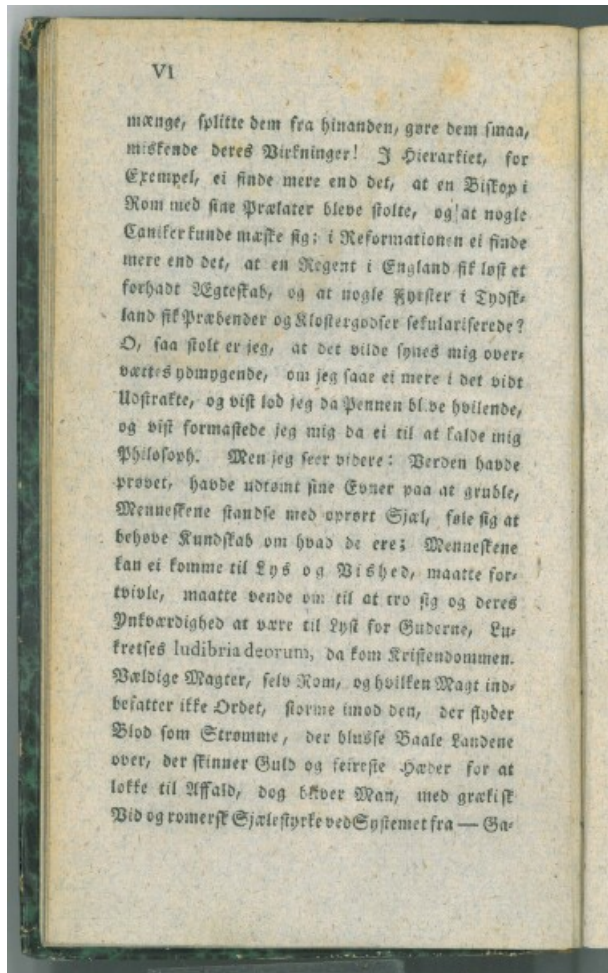 VI
mænge, splitte dem fra hinanden, gøre dem smaa,
miskende deres Virkninger! I Hierarkiet, for
Exempel, ei finde mere end det, at en Biskop i
Rom med sine Prælater bleve stolte, og at nogle
Caniker kunde mæske sig; i Reformationen ei finde
mere end det, at en Regent i England fik løst et
forhadt Ægteskab, og at nogle Fyrster i Tydsk-
land fik Præbender og Klostergodser sekulariserede?
O, saa stolt er jeg, at det vilde synes mig over-
vættes ydmygende, om jeg saae ei mere i det vidt
Udstrakte, og vist lod jeg da Pennen blive hvilende,
og vist formastede jeg mig da ei til at kalde mig
Philosoph. Men jeg seer videre: Verden havde
prøvet, havde udtømt sine Evner paa at gruble,
Menneskene standse med oprørt Sjæl, føle sig at
behøve Kundskab om hvad de ere; Menneskene
kan ei komme til Lys og Vished, maatte for-
tvivle, maatte vende om til at tro sig og deres
Ynkværdighed at være til Lyst for Guderne, Lu-
kretses ludibria deorum, da kom Kristendommen.
Vældige Magter, selv Rom, og hvilken Magt ind-
befatter ikke Ordet, storme imod den, der flyder
Blod som Strømme, der blusse Baale Landene
over, der skinner Guld og feireste Hæder for at
lokke til Affald, dog bliver Man, med grækisk
Vid og romersk Sjælestyrke ved Systemet fra — Ga-